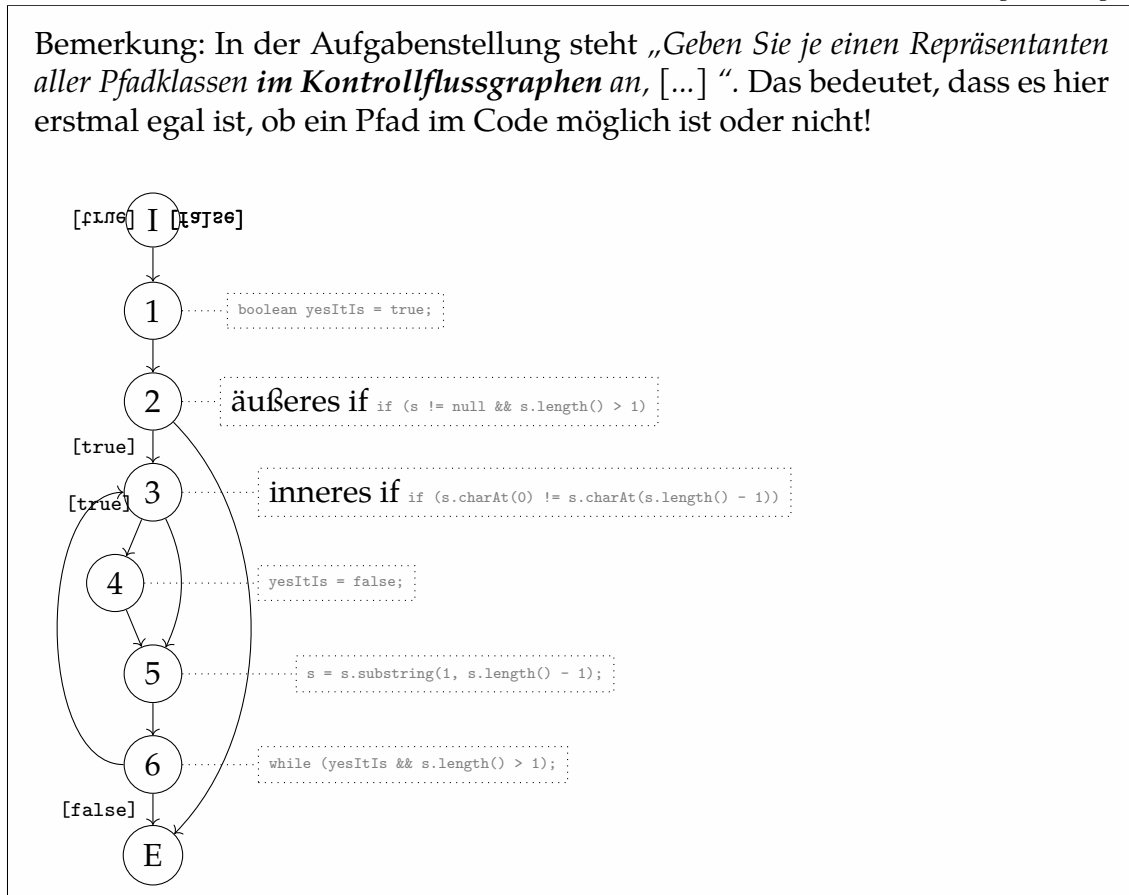 Bemerkung: In der Aufgabenstellung steht „Geben Sie je einen Repräsentanten
aller Pfadklassen im Kontrollflussgraphen an, [...] “. Das bedeutet, dass es hier
erstmal egal ist, ob ein Pfad im Code möglich ist oder nicht!
[true] I [false]
1 boolean yesItIs = true;
2 äußeres if if (s != null && s.length() > 1)
[true]
3 inneres if if (s.charAt(0) != s.charAt(s.length() - 1))
[true]
4 yesItIs = false;
5 s = s.substring(1, s.length() - 1);
6 while (yesItIs && s.length() > 1);
[false]
E